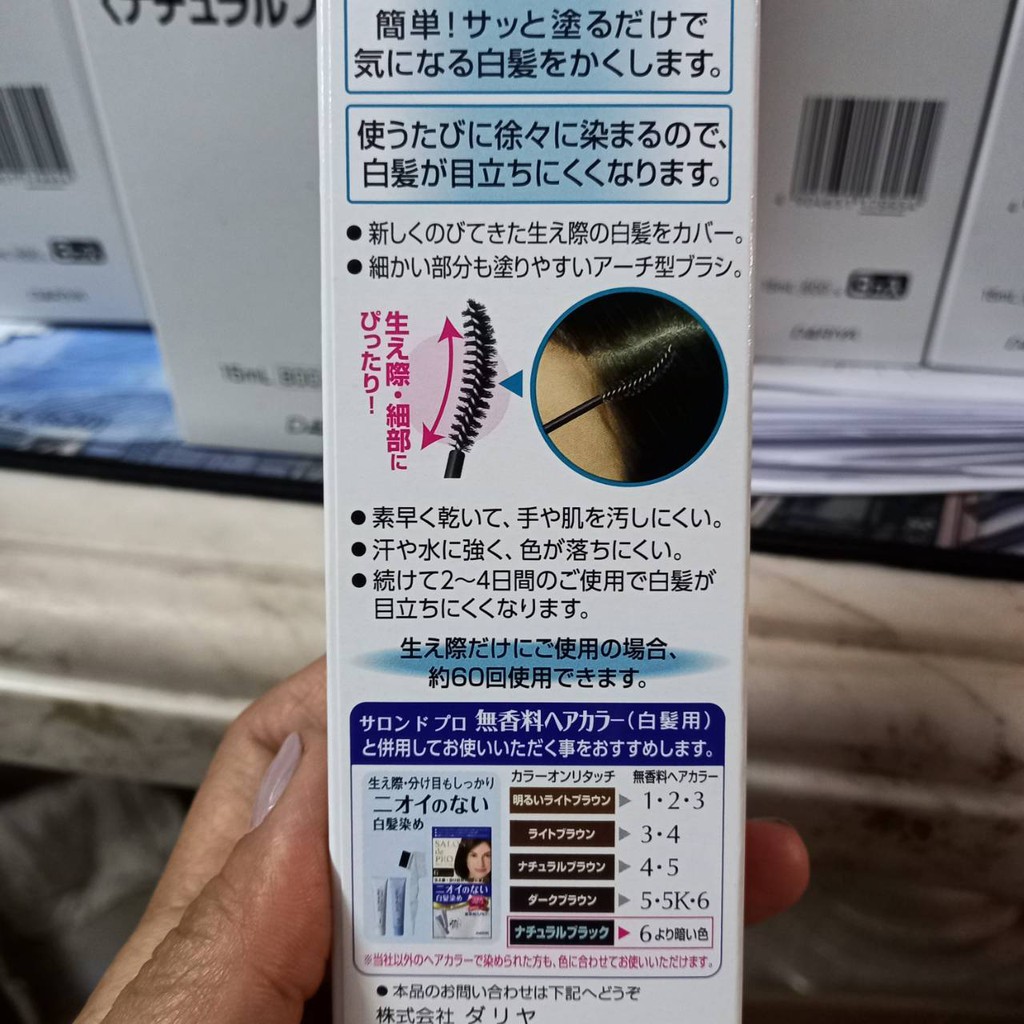 簡単！サッと塗るだけで
気になる白髪をかくします。
使うたびに徐々に染まるので、
白髪が目立ちにくくなります。
● 新しくのびてきた生え際の白髪をカバー。
● 細かい部分も塗りやすいアーチ型ブラシ。
生え際・細部に
ぴったり！
● 素早く乾いて、手や肌を汚しにくい。
● 汗や水に強く、色が落ちにくい。
● 続けて2〜4日間のご使用で白髪が
目立ちにくくなります。
生え際だけにご使用の場合、
約60回使用できます。
サロン ド プロ 無香料ヘアカラー（白髪用）
と併用してお使いいただく事をおすすめします。
生え際・分け目もしっかり
ニオイのない
白髪染め
SALON
de
PRO
ニオイのない
白髪染め
カラーオンリタッチ 無香料ヘアカラー
明るいライトブラウン ▶ 1・2・3
ライトブラウン ▶ 3・4
ナチュラルブラウン ▶ 4・5
ダークブラウン ▶ 5・5K・6
ナチュラルブラック ▶ 6より暗い色
※当社以外のヘアカラーで染められた方も、色に合わせてお使いいただけます。
● 本品のお問い合わせは下記へどうぞ
株式会社 ダリヤ